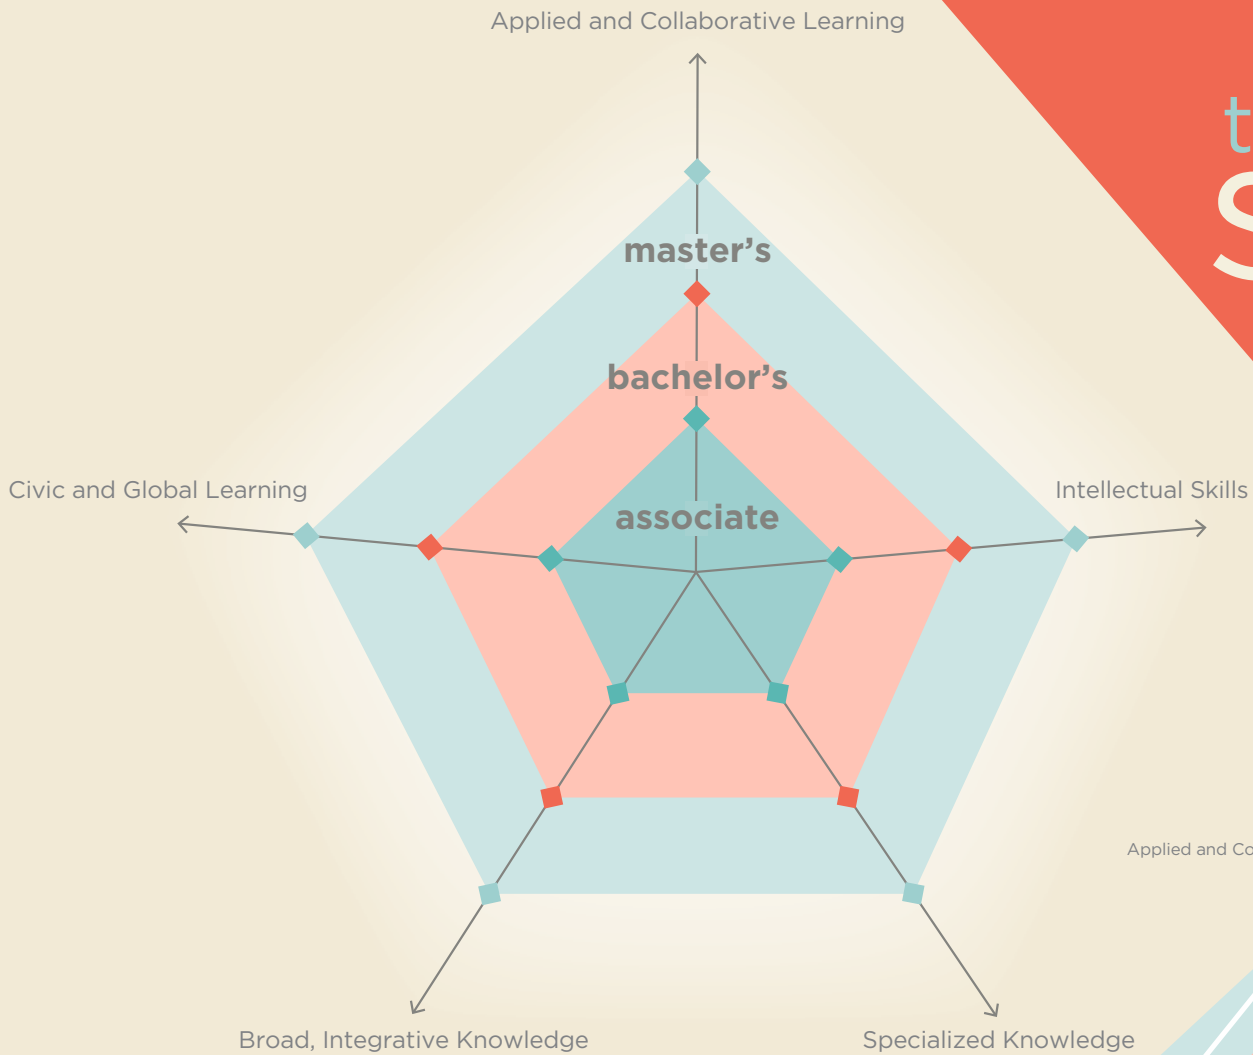 Applied and Collaborative Learning
master's
bachelor's
Civic and Global Learning
Intellectual Skills
associate
Broad, Integrative Knowledge
Specialized Knowledge
Applied and